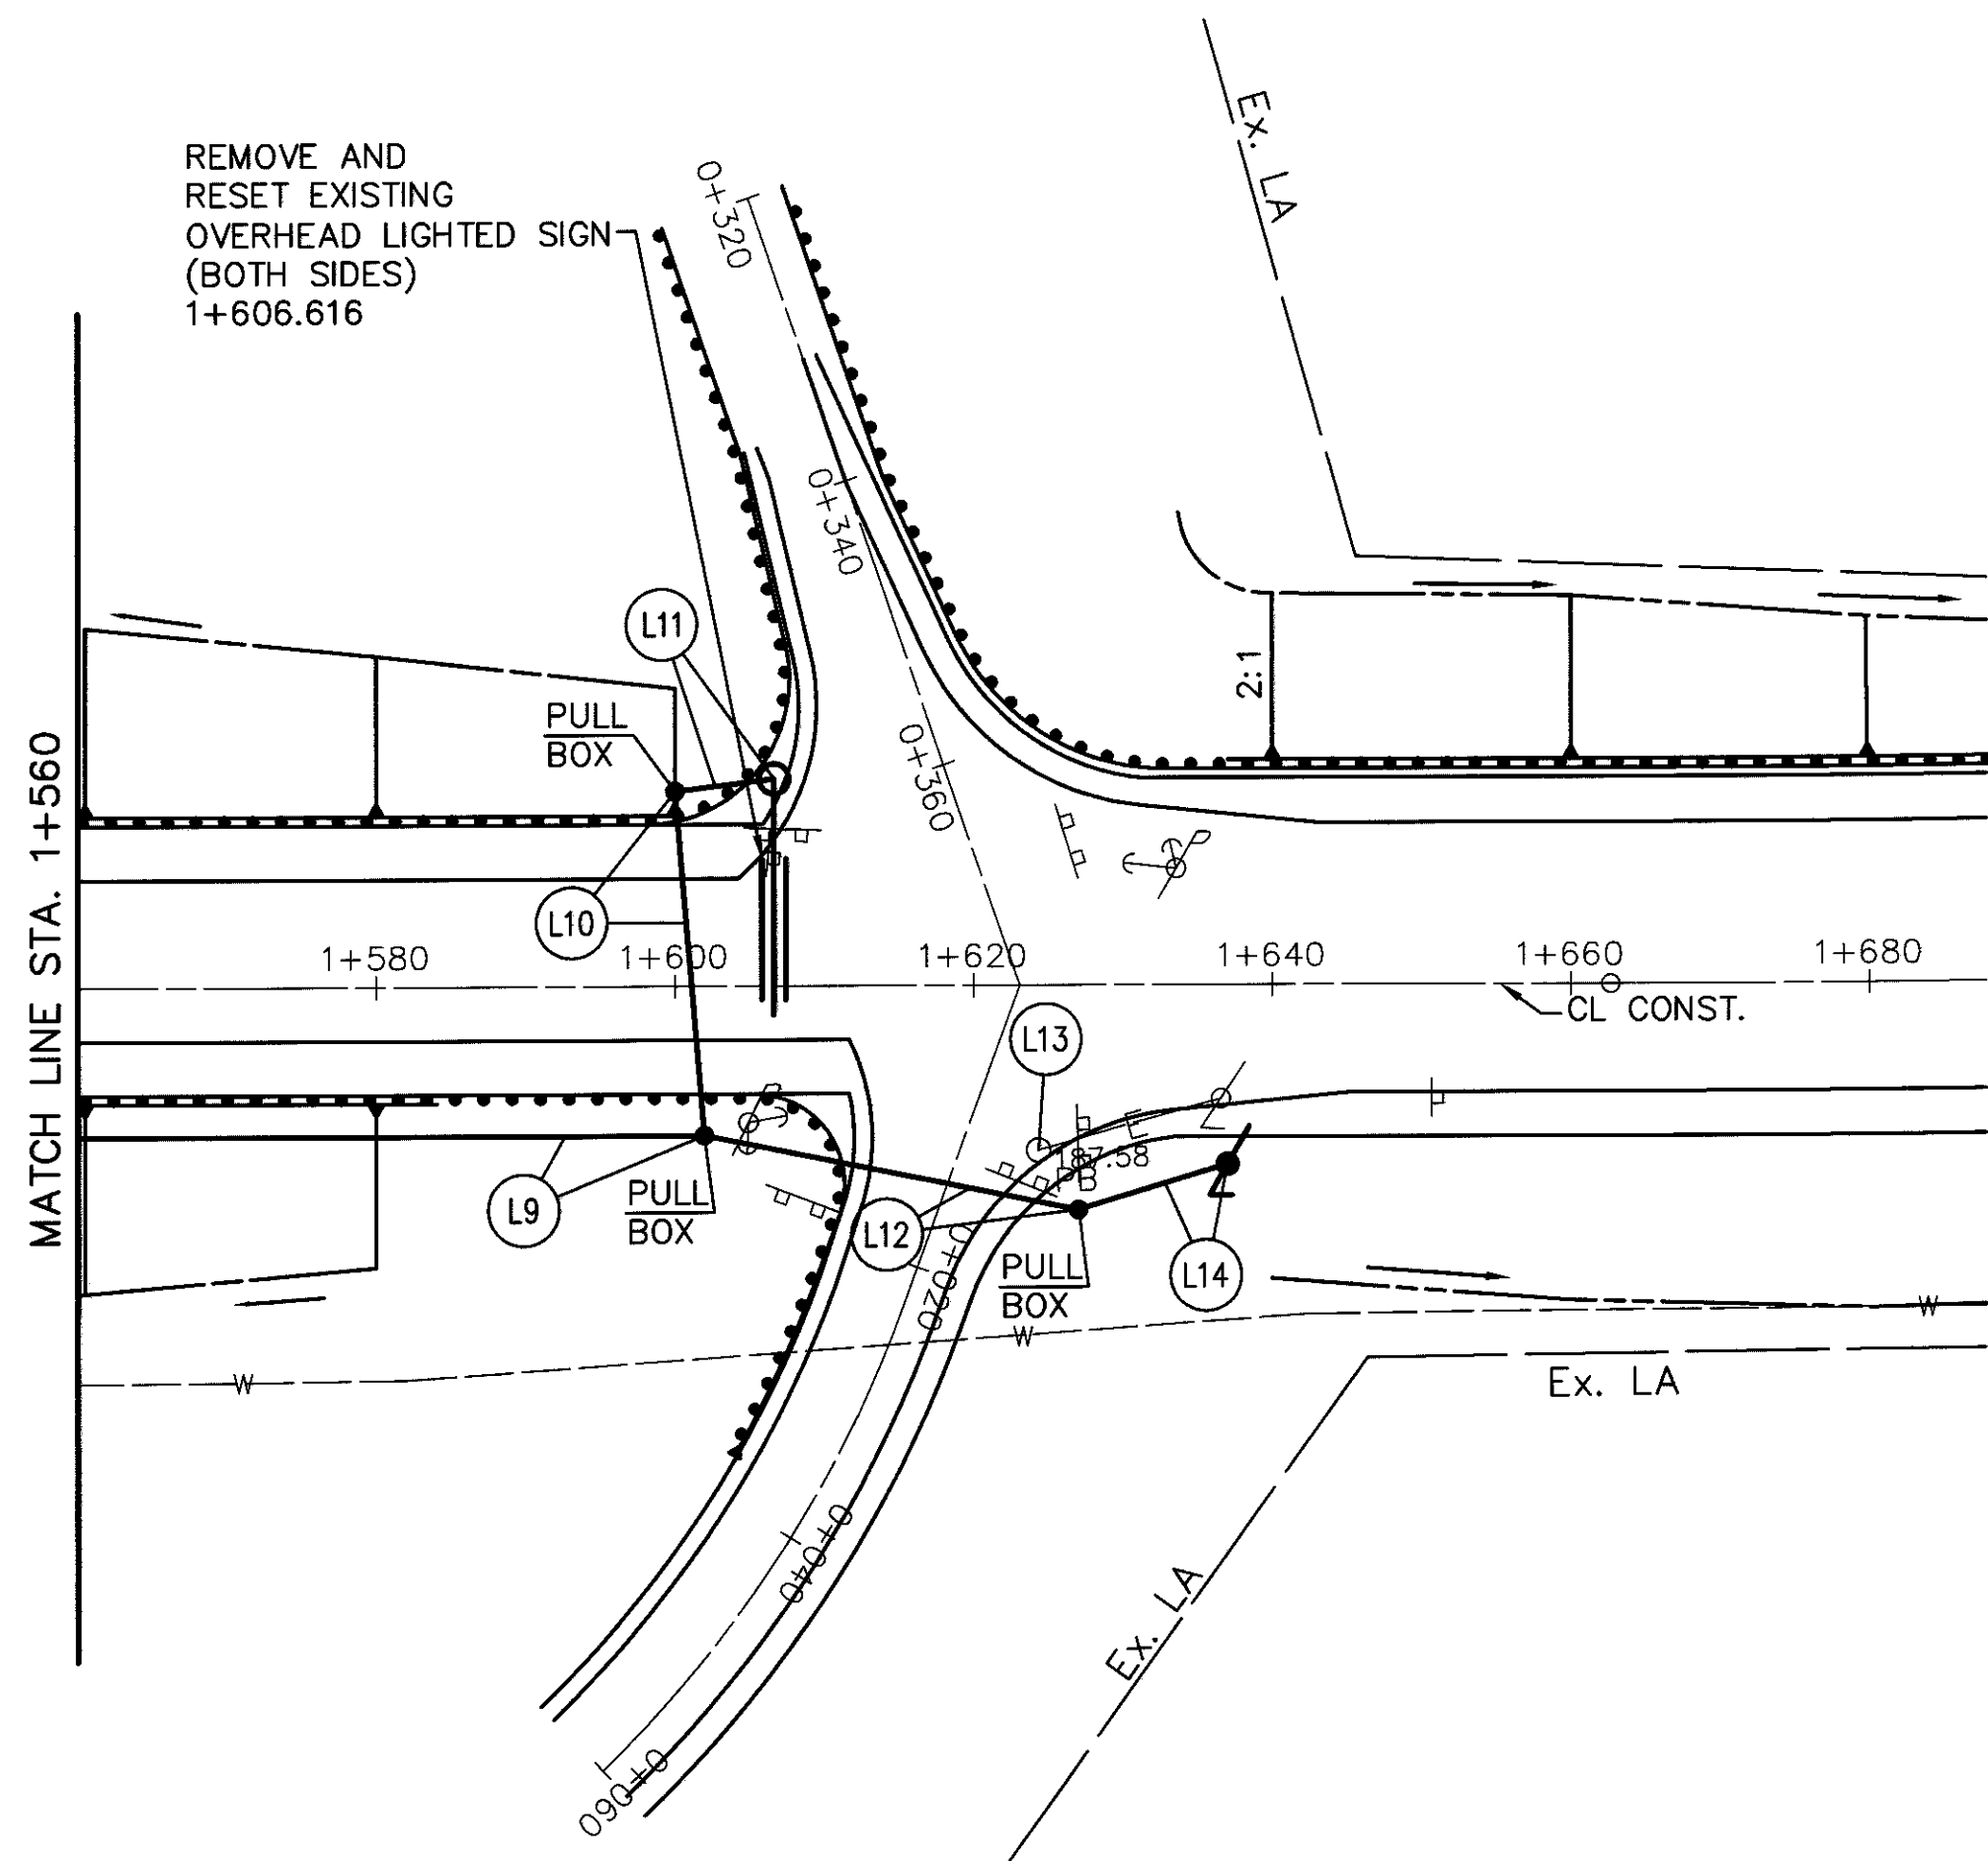 REMOVE AND
RESET EXISTING
OVERHEAD LIGHTED SIGN
(BOTH SIDES)
1+606.616
Ex. LA
0+320
0+340
0+360
L11
PULL
BOX
2:1
L10
MATCH LINE STA. 1+560
1+580
1+600
1+620
1+640
1+660
1+680
CL CONST.
L13
187.58
P
B
E
L9
PULL
BOX
L12
PULL
BOX
L14
0+020
W
W
W
Ex. LA
0+040
Ex. LA
0+060